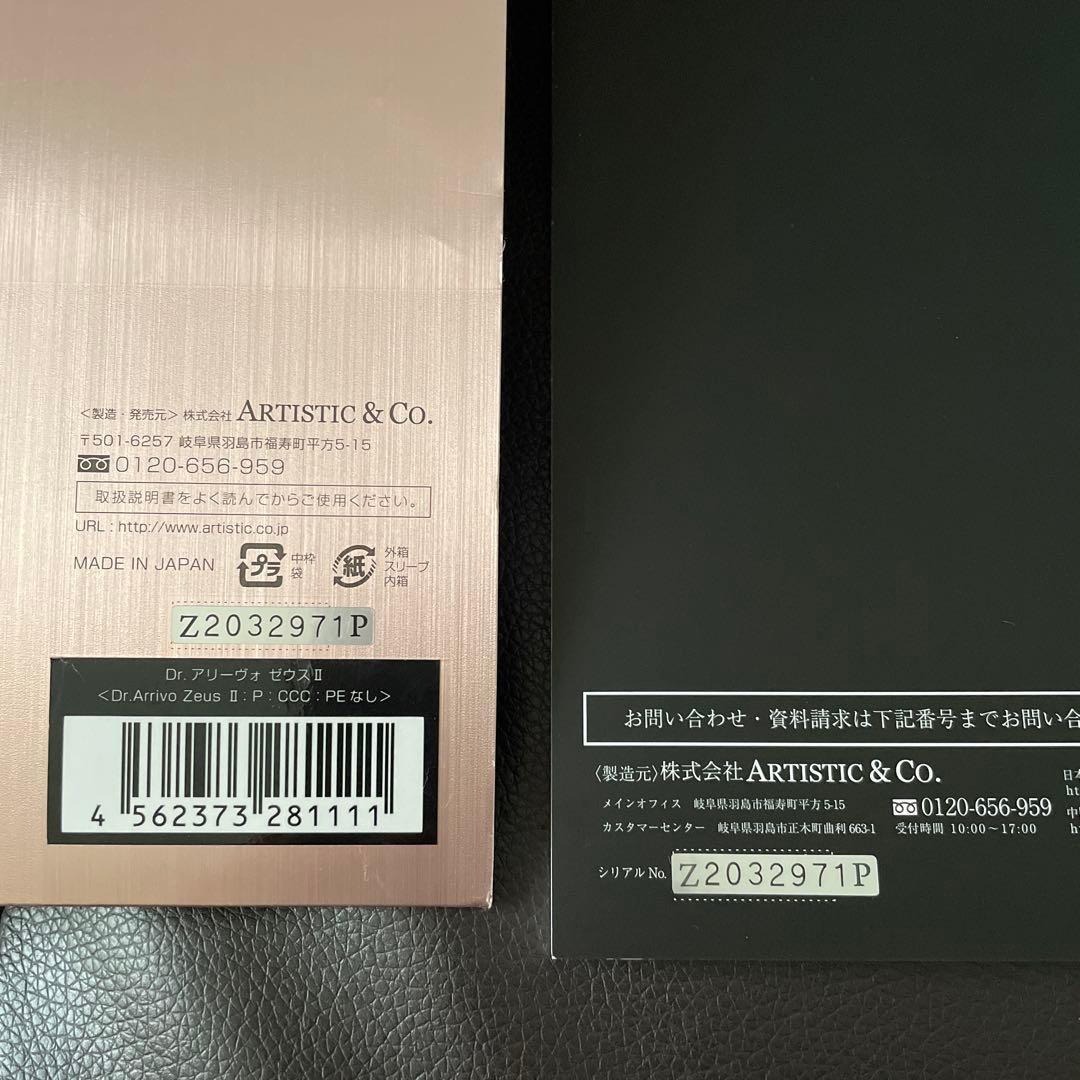 <製造・発売元> 株式会社 ARTISTIC & CO.
〒501-6257 岐阜県羽島市福寿町平方5-15
0120-656-959
取扱説明書をよく読んでからご使用ください。
URL : http://www.artistic.co.jp
MADE IN JAPAN
プラ
中枠
袋
紙
外箱
スリーブ
内箱
Z2032971P
Dr. アリーヴォ ゼウスⅡ
<Dr.Arrivo Zeus Ⅱ : P : CCC : PEなし>
4 562373 281111
お問い合わせ・資料請求は下記番号までお問い合
〈製造元〉株式会社 ARTISTIC & CO.
メインオフィス 岐阜県羽島市福寿町平方 5-15
0120-656-959
カスタマーセンター 岐阜県羽島市正木町曲利 663-1
受付時間 10:00～17:00
シリアル No. Z2032971P
日本
ht
中
h